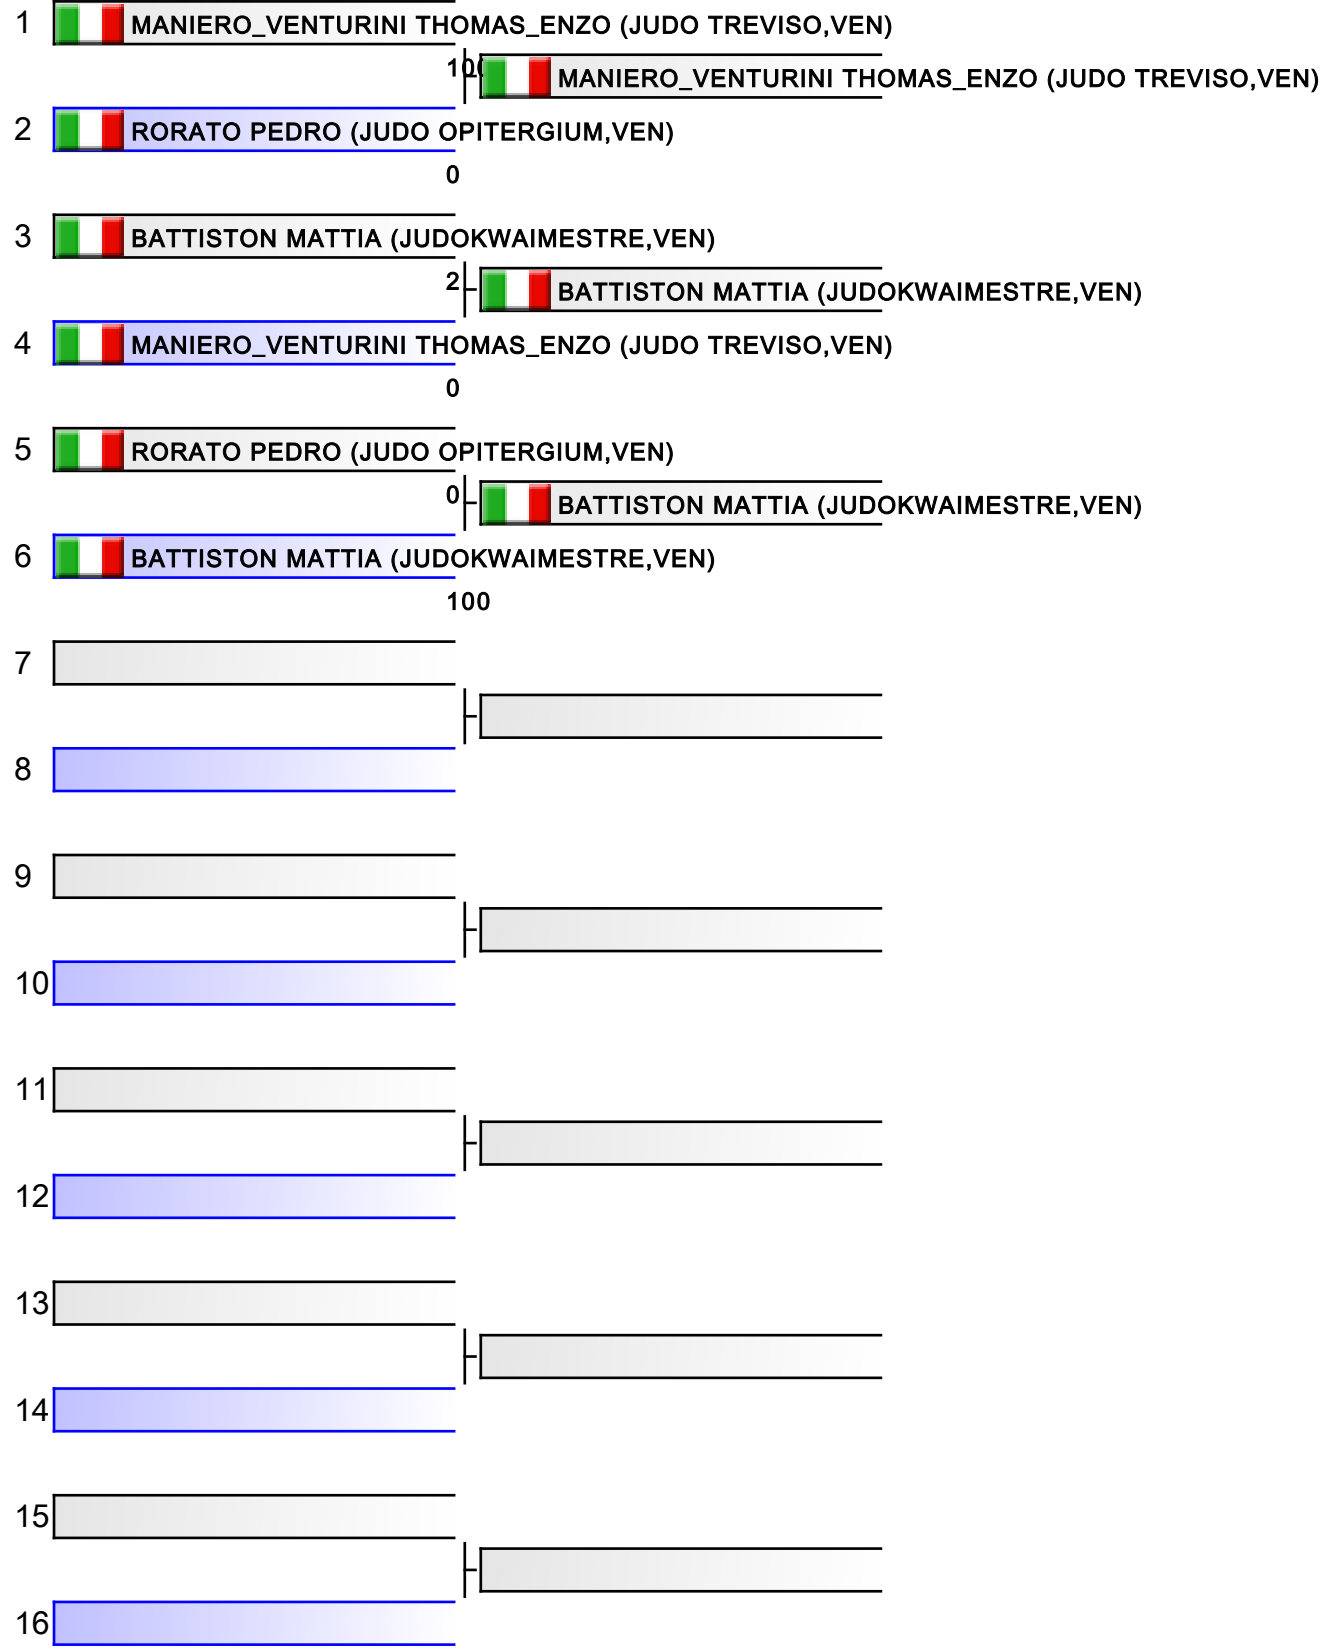 1 MANIERO_VENTURINI THOMAS_ENZO (JUDO TREVISO,VEN)
100 MANIERO_VENTURINI THOMAS_ENZO (JUDO TREVISO,VEN)
2 RORATO PEDRO (JUDO OPITERGIUM,VEN)
0
3 BATTISTON MATTIA (JUDOKWAIMESTRE,VEN)
2 BATTISTON MATTIA (JUDOKWAIMESTRE,VEN)
4 MANIERO_VENTURINI THOMAS_ENZO (JUDO TREVISO,VEN)
0
5 RORATO PEDRO (JUDO OPITERGIUM,VEN)
0 BATTISTON MATTIA (JUDOKWAIMESTRE,VEN)
6 BATTISTON MATTIA (JUDOKWAIMESTRE,VEN)
100
7
8
9
10
11
12
13
14
15
16